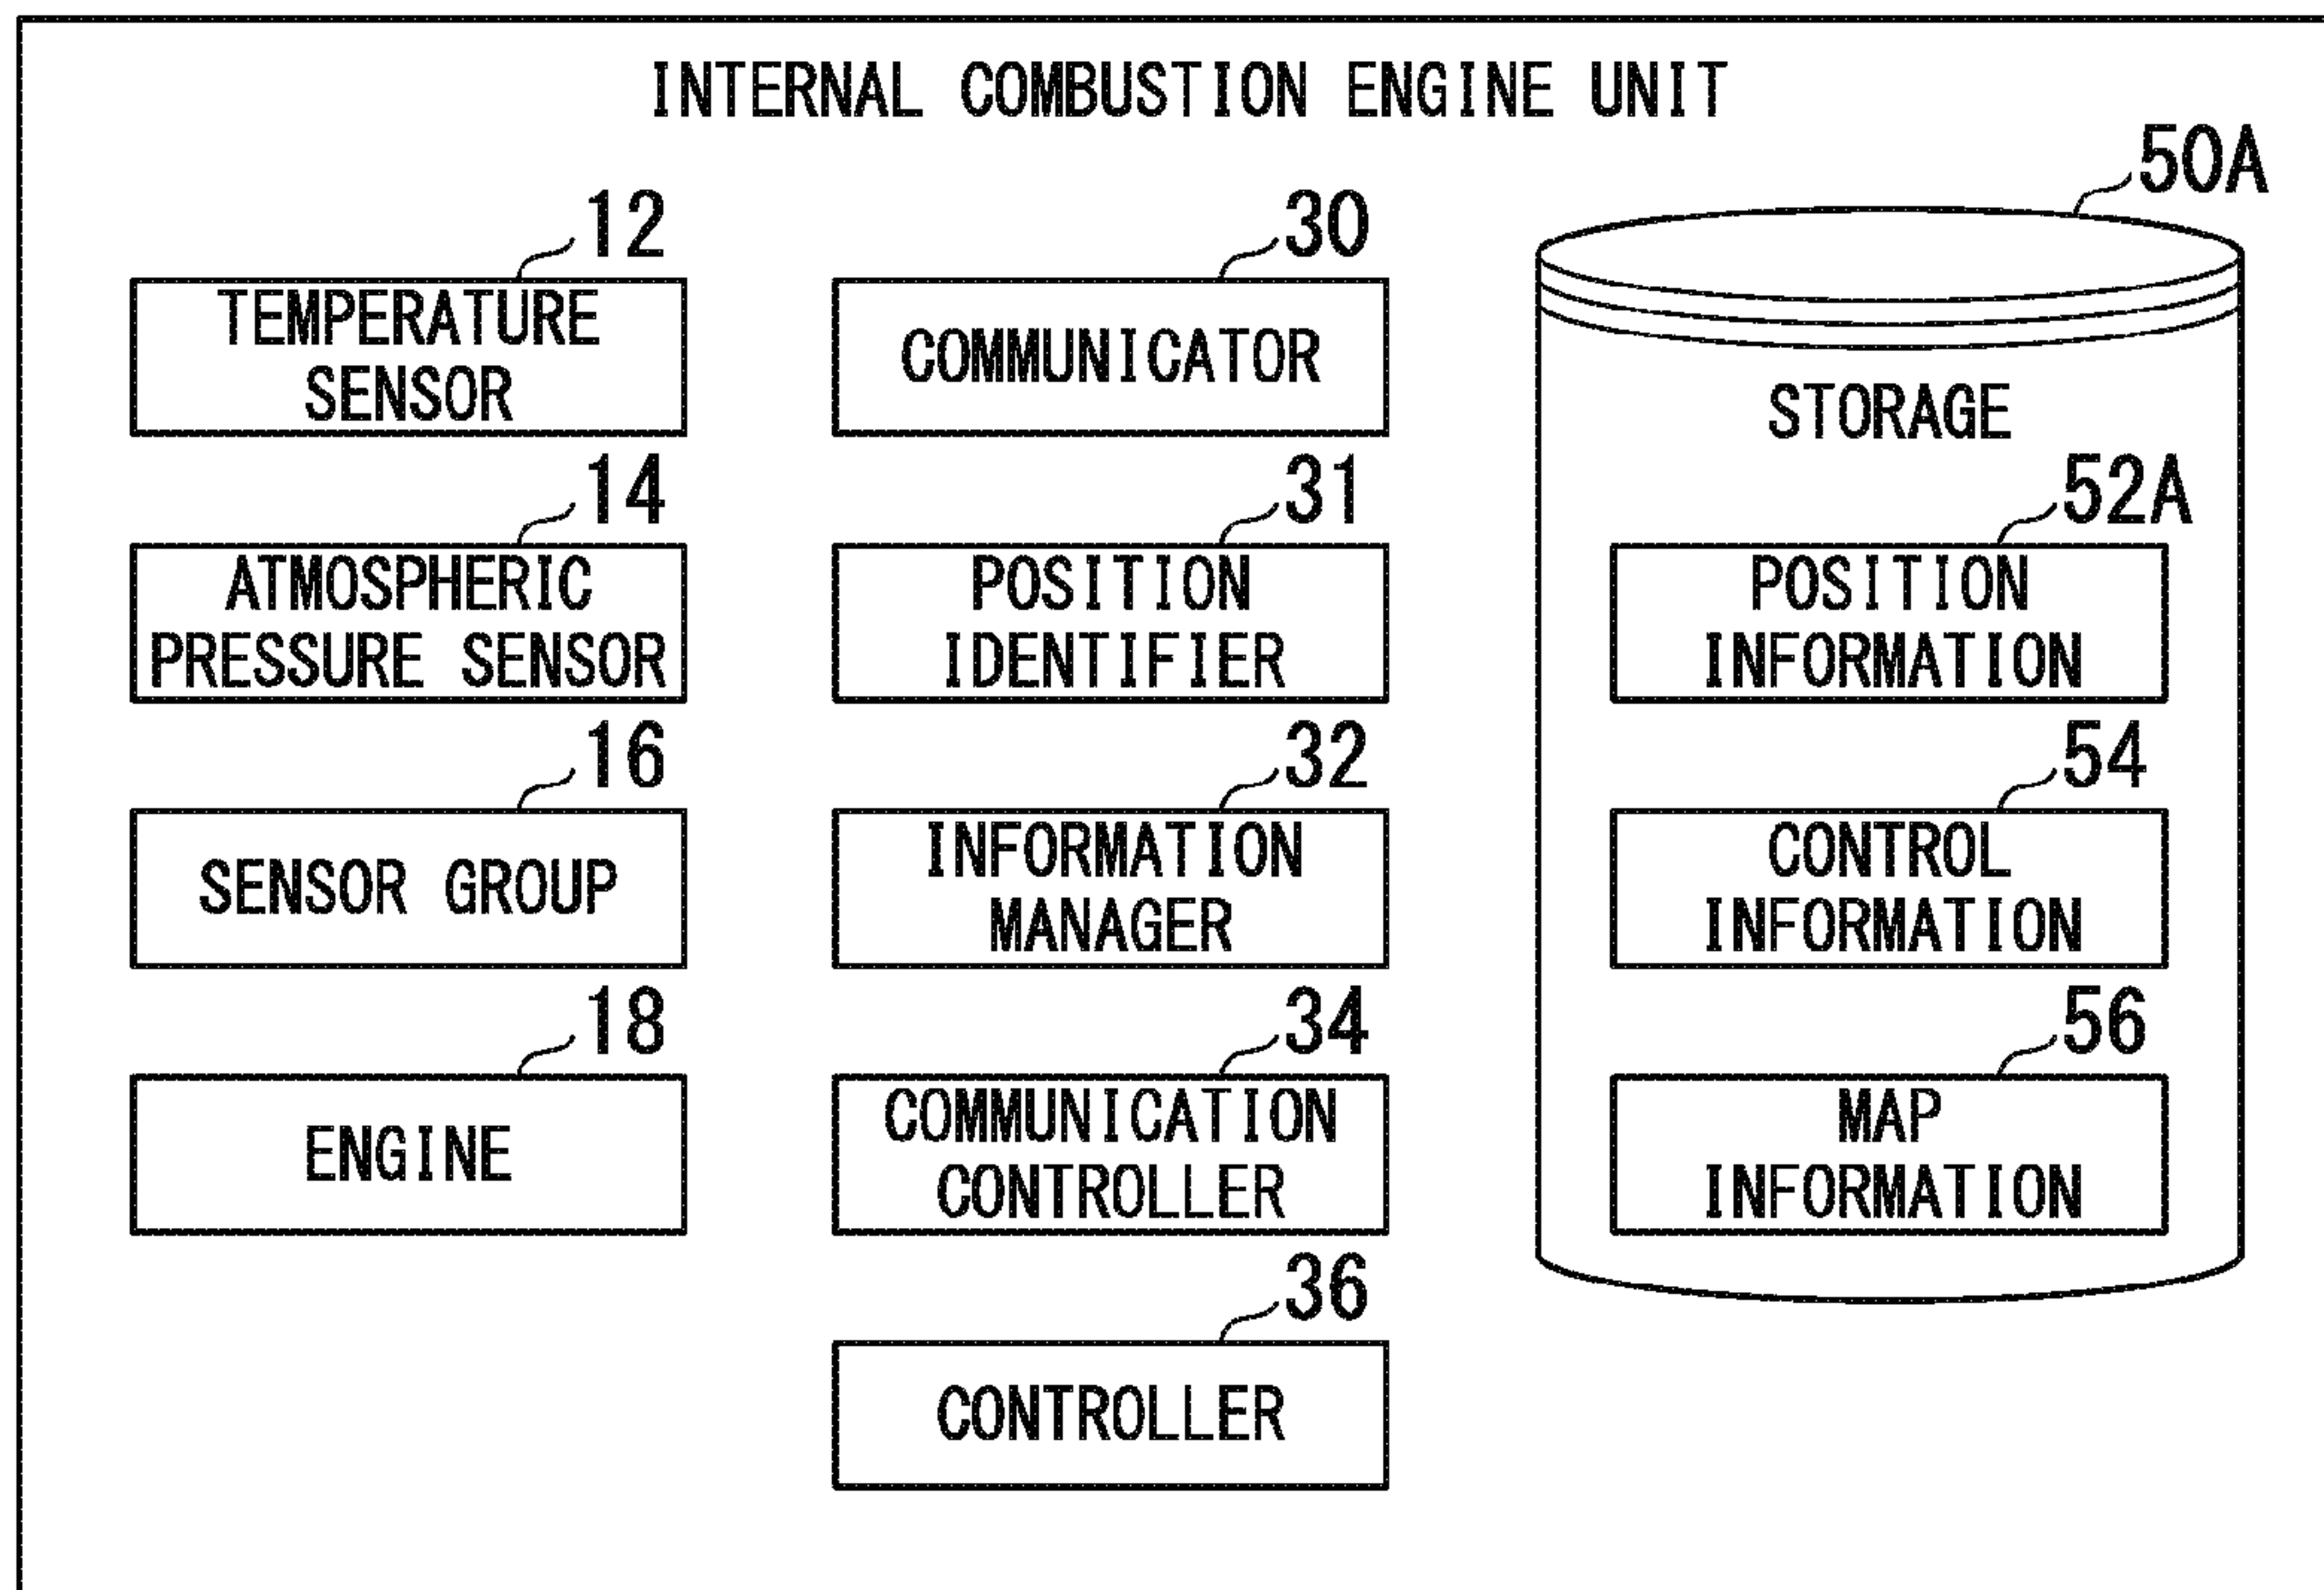 INTERNAL COMBUSTION ENGINE UNIT
12
TEMPERATURE
SENSOR
14
ATMOSPHERIC
PRESSURE SENSOR
16
SENSOR GROUP
18
ENGINE
30
COMMUNICATOR
31
POSITION
IDENTIFIER
32
INFORMATION
MANAGER
34
COMMUNICATION
CONTROLLER
36
CONTROLLER
50A
STORAGE
52A
POSITION
INFORMATION
54
CONTROL
INFORMATION
56
MAP
INFORMATION